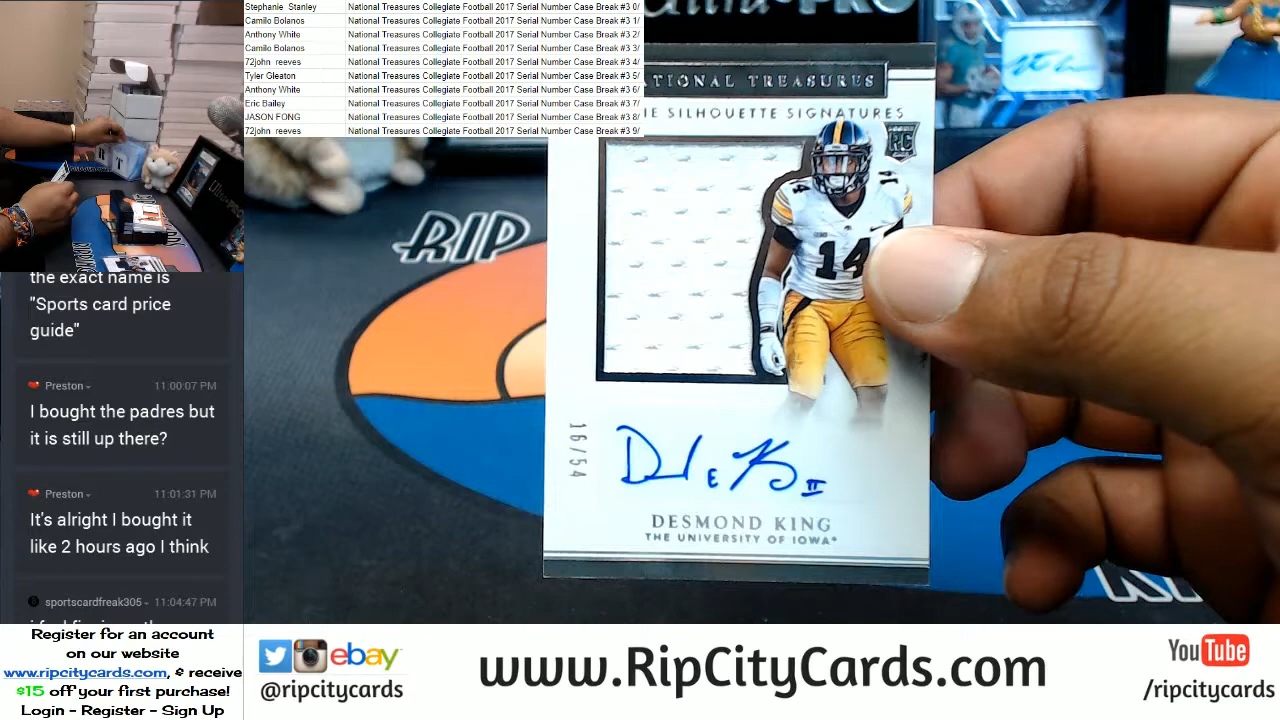 Stephanie Stanley National Treasures Collegiate Football 2017 Serial Number Case Break #3 0/
Camilo Bolanos National Treasures Collegiate Football 2017 Serial Number Case Break #3 1/
Anthony White National Treasures Collegiate Football 2017 Serial Number Case Break #3 2/
Camilo Bolanos National Treasures Collegiate Football 2017 Serial Number Case Break #3 3/
72john reeves National Treasures Collegiate Football 2017 Serial Number Case Break #3 4/
Tyler Gleaton National Treasures Collegiate Football 2017 Serial Number Case Break #3 5/
Anthony White National Treasures Collegiate Football 2017 Serial Number Case Break #3 6/
Eric Bailey National Treasures Collegiate Football 2017 Serial Number Case Break #3 7/
JASON FONG National Treasures Collegiate Football 2017 Serial Number Case Break #3 8/
72john reeves National Treasures Collegiate Football 2017 Serial Number Case Break #3 9/
TREASURES
SILHOUETTE SIGNATURES
RC
14
14
RIP
16/54
II
DESMOND KING
THE UNIVERSITY OF IOWA
the exact name is
"Sports card price
guide"
Preston 11:00:07 PM
I bought the padres but
it is still up there?
Preston 11:01:31 PM
It's alright I bought it
like 2 hours ago I think
sportscardfreak305 11:04:47 PM
Register for an account
on our website
www.ripcitycards.com, & receive
$15 off your first purchase!
Login - Register - Sign Up
ebay
@ripcitycards
www.RipCityCards.com
YouTube
/ripcitycards